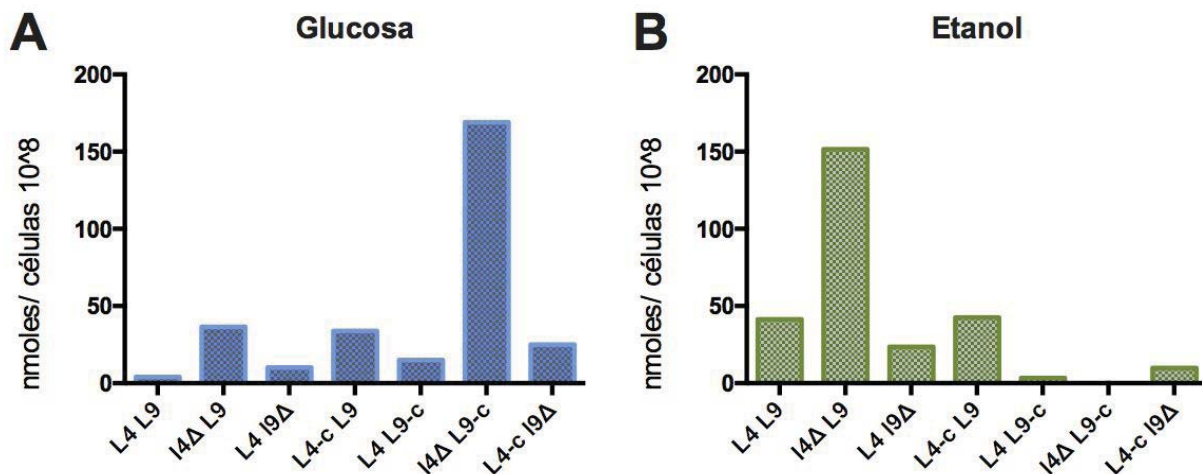 A
Glucosa
nmoles/ células 10^8
200
150
100
50
0
L4 L9
l4Δ L9
L4 l9Δ
L4-c L9
L4 L9-c
l4Δ L9-c
L4-c l9Δ
B
Etanol
nmoles/ células 10^8
200
150
100
50
0
L4 L9
l4Δ L9
L4 l9Δ
L4-c L9
L4 L9-c
l4Δ L9-c
L4-c l9Δ